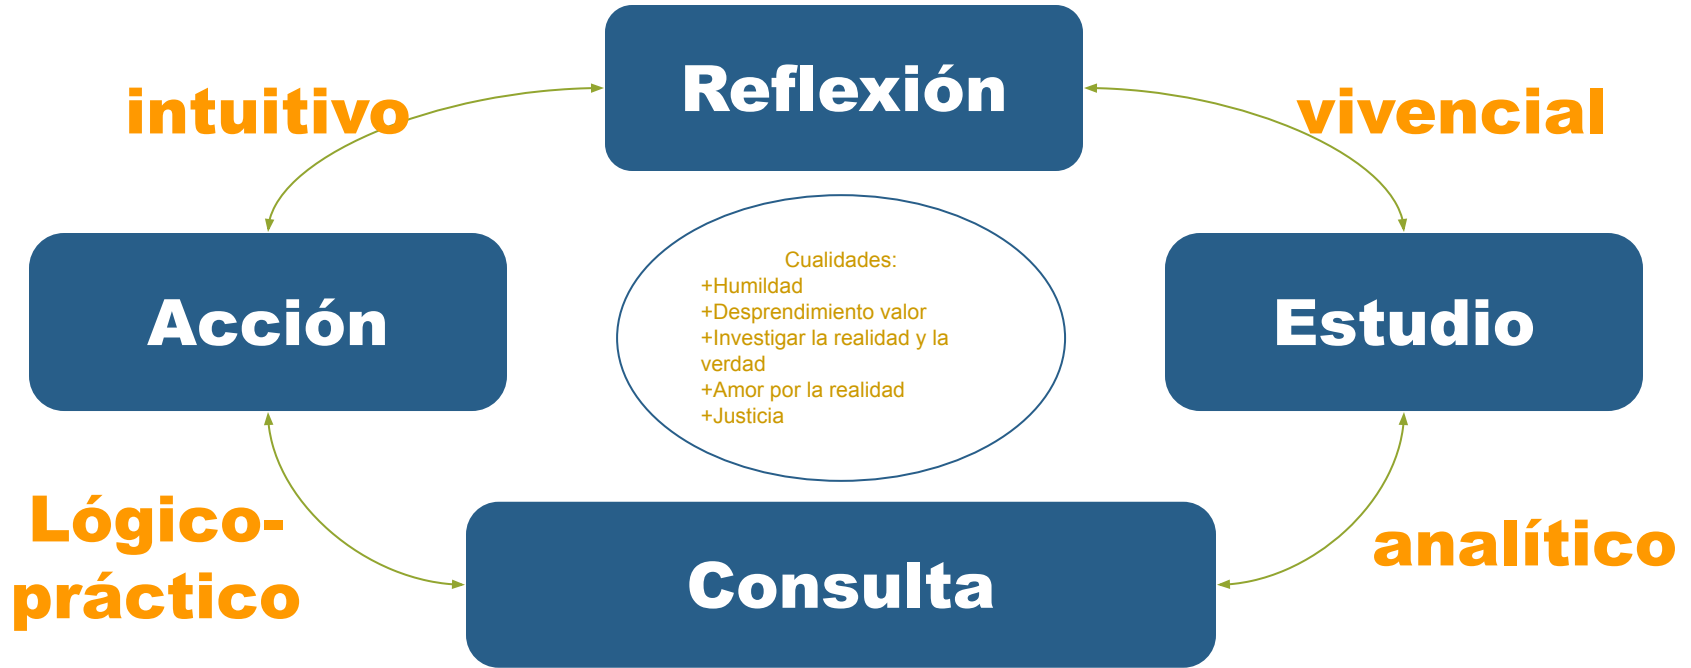 Reflexión
intuitivo
vivencial
Cualidades:
+Humildad
+Desprendimiento valor
+Investigar la realidad y la
verdad
+Amor por la realidad
+Justicia
Acción
Estudio
Lógico-
práctico
analítico
Consulta